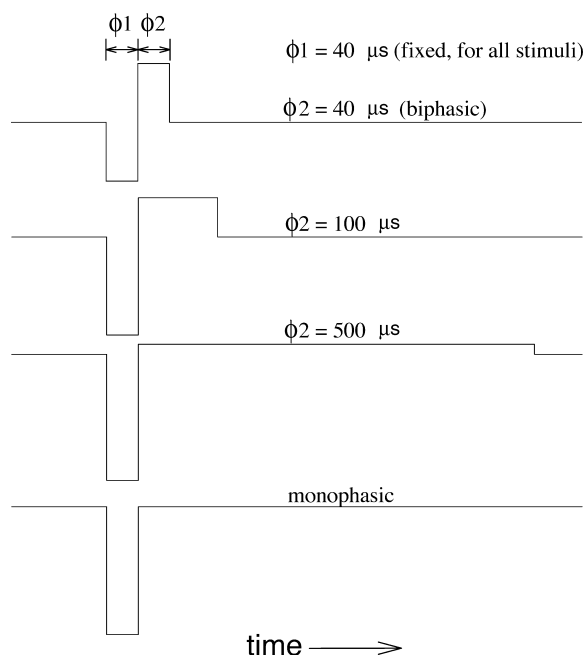 ϕ1 ϕ2
ϕ1 = 40 μs (fixed, for all stimuli)
ϕ2 = 40 μs (biphasic)
ϕ2 = 100 μs
ϕ2 = 500 μs
monophasic
time